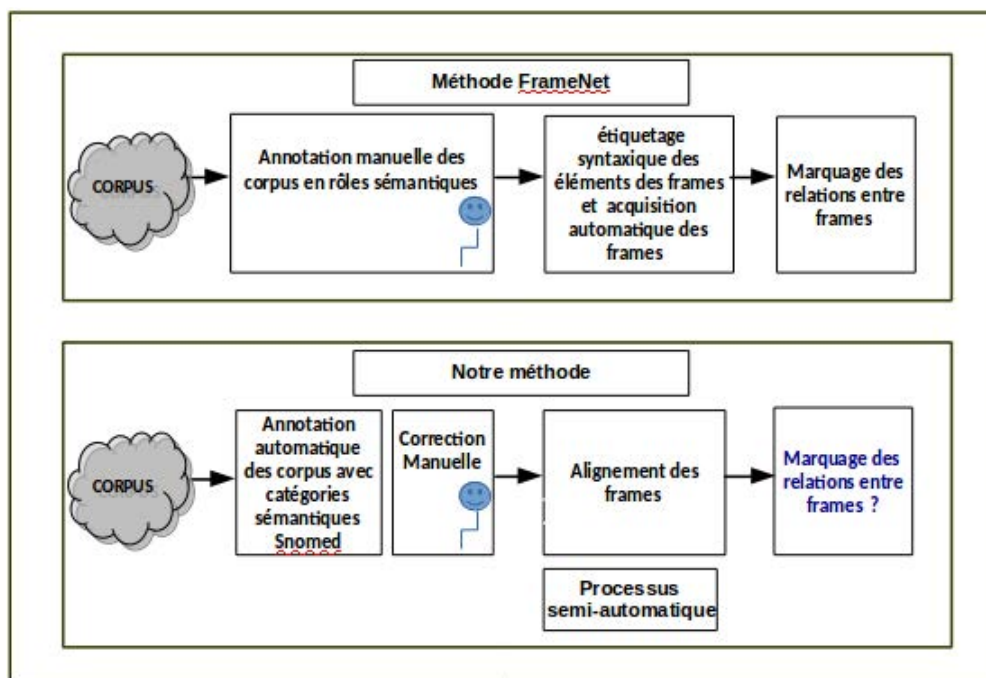 Méthode FrameNet
CORPUS
Annotation manuelle des
corpus en rôles sémantiques
étiquetage
syntaxique des
éléments des frames
et acquisition
automatique des
frames
Marquage des
relations entre
frames
Notre méthode
CORPUS
Annotation
automatique
des corpus avec
catégories
sémantiques
Snomed
Correction
Manuelle
Alignement des
frames
Marquage des
relations entre
frames ?
Processus
semi-automatique